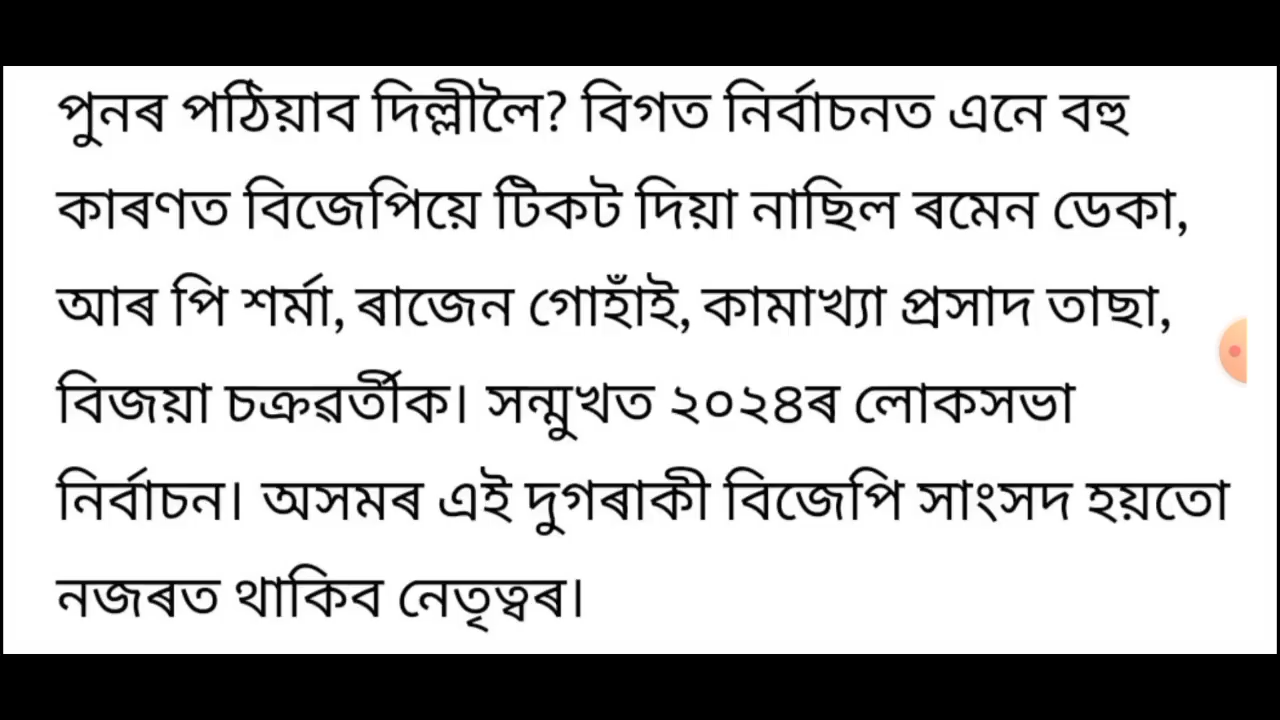 পুনৰ পঠিয়াব দিল্লীলৈ? বিগত নিৰ্বাচনত এনে বহু
কাৰণত বিজেপিয়ে টিকট দিয়া নাছিল ৰমেন ডেকা,
আৰ পি শৰ্মা, ৰাজেন গোহাঁই, কামাখ্যা প্ৰসাদ তাছা,
বিজয়া চক্ৰৱৰ্তীক। সন্মুখত ২০২৪ৰ লোকসভা
নিৰ্বাচন। অসমৰ এই দুগৰাকী বিজেপি সাংসদ হয়তো
নজৰত থাকিব নেতৃত্বৰ।